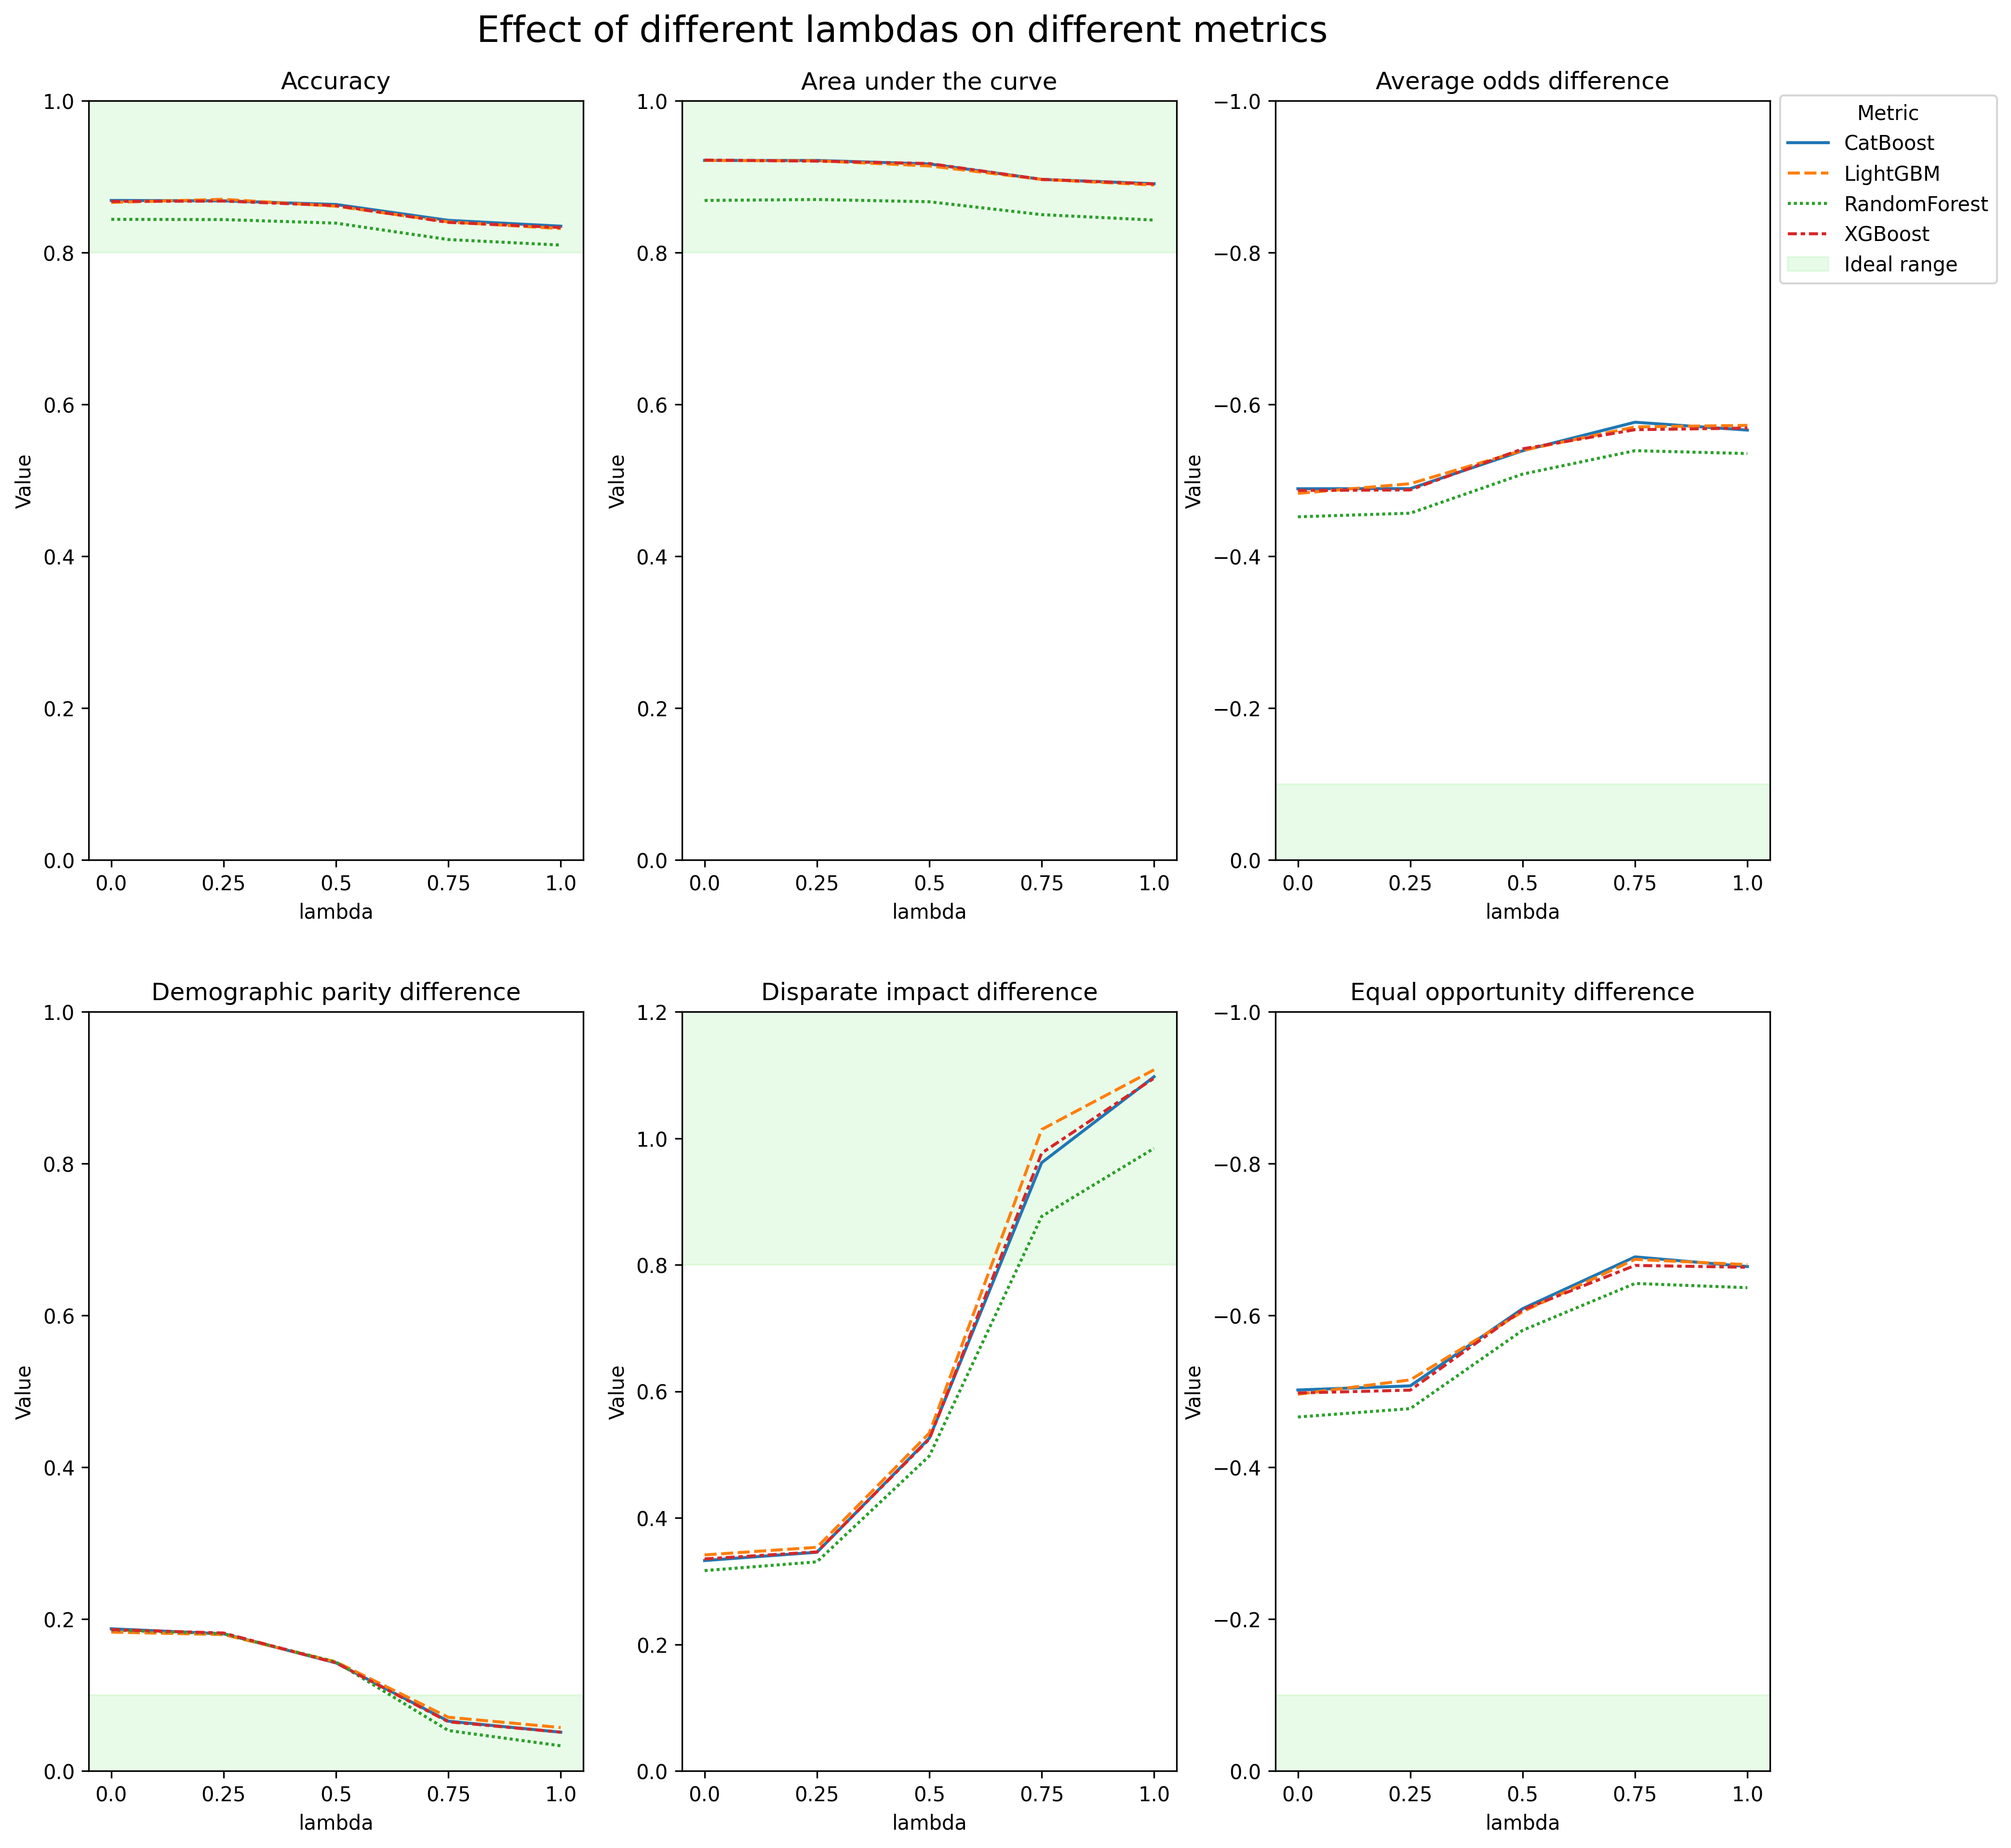 Effect of different lambdas on different metrics
Accuracy
1.0
0.8
0.6
0.4
0.2
0.0
Value
0.0 0.25 0.5 0.75 1.0
lambda
Area under the curve
1.0
0.8
0.6
0.4
0.2
0.0
Value
0.0 0.25 0.5 0.75 1.0
lambda
Average odds difference
−1.0
−0.8
−0.6
−0.4
−0.2
0.0
Value
0.0 0.25 0.5 0.75 1.0
lambda
Metric
CatBoost
LightGBM
RandomForest
XGBoost
Ideal range
Demographic parity difference
1.0
0.8
0.6
0.4
0.2
0.0
Value
0.0 0.25 0.5 0.75 1.0
lambda
Disparate impact difference
1.2
1.0
0.8
0.6
0.4
0.2
0.0
Value
0.0 0.25 0.5 0.75 1.0
lambda
Equal opportunity difference
−1.0
−0.8
−0.6
−0.4
−0.2
0.0
Value
0.0 0.25 0.5 0.75 1.0
lambda